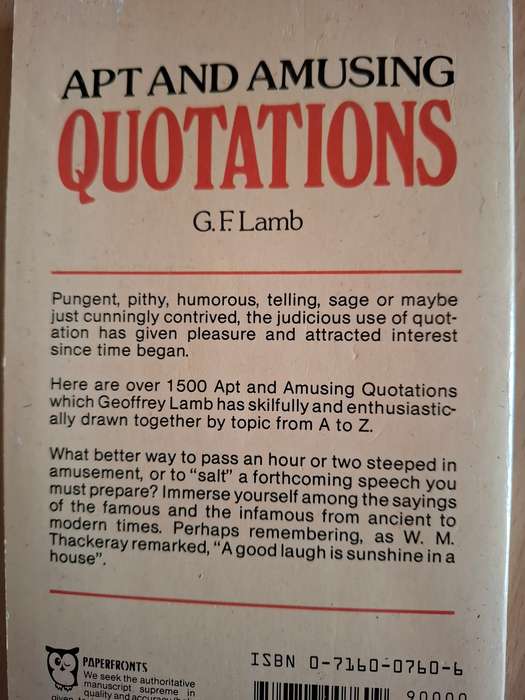 APT AND AMUSING
QUOTATIONS
G.F. Lamb
Pungent, pithy, humorous, telling, sage or maybe
just cunningly contrived, the judicious use of quot-
ation has given pleasure and attracted interest
since time began.
Here are over 1500 Apt and Amusing Quotations
which Geoffrey Lamb has skilfully and enthusiastic-
ally drawn together by topic from A to Z.
What better way to pass an hour or two steeped in
amusement, or to "salt" a forthcoming speech you
must prepare? Immerse yourself among the sayings
of the famous and the infamous from ancient to
modern times. Perhaps remembering, as W. M.
Thackeray remarked, "A good laugh is sunshine in a
house".
PAPERFRONTS
We seek the authoritative
manuscript supreme in
quality and accuracy
ISBN 0-7160-0760-6